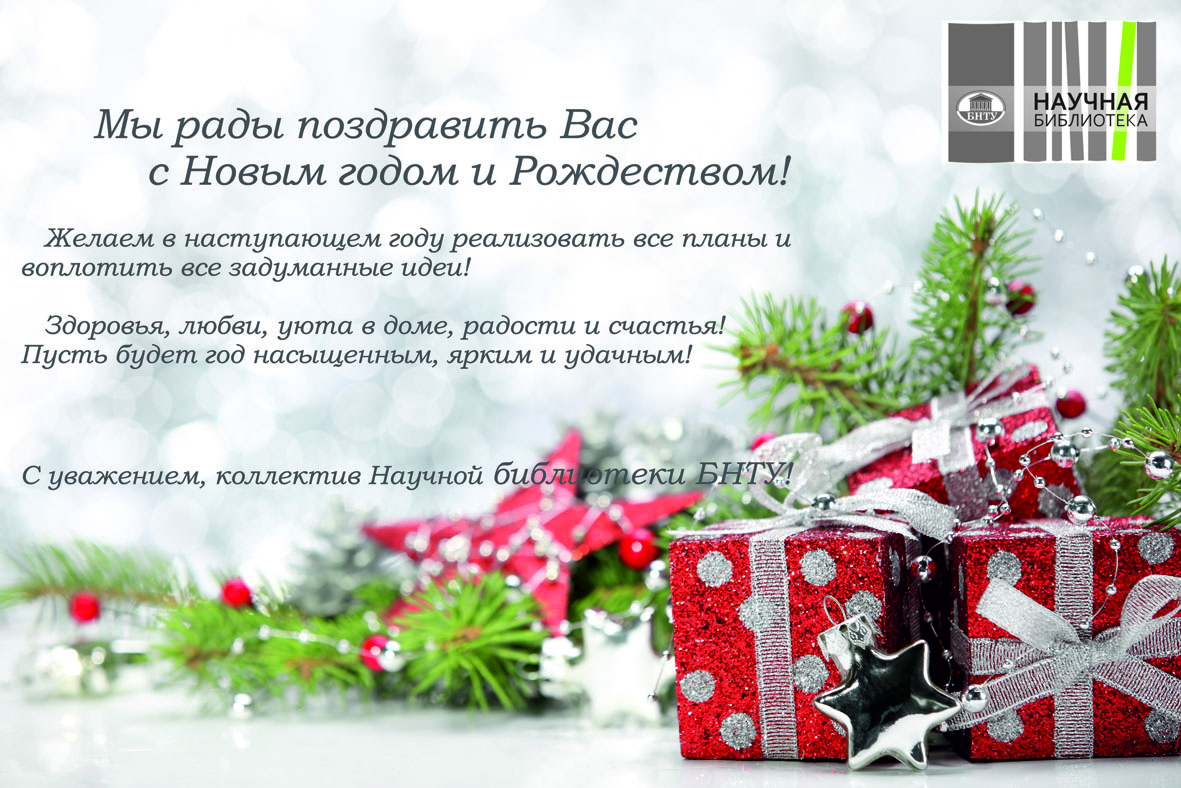 БНТУ
НАУЧНАЯ
БИБЛИОТЕКА
Мы рады поздравить Вас
с Новым годом и Рождеством!
Желаем в наступающем году реализовать все планы и
воплотить все задуманные идеи!
Здоровья, любви, уюта в доме, радости и счастья!
Пусть будет год насыщенным, ярким и удачным!
С уважением, коллектив Научной библиотеки БНТУ!